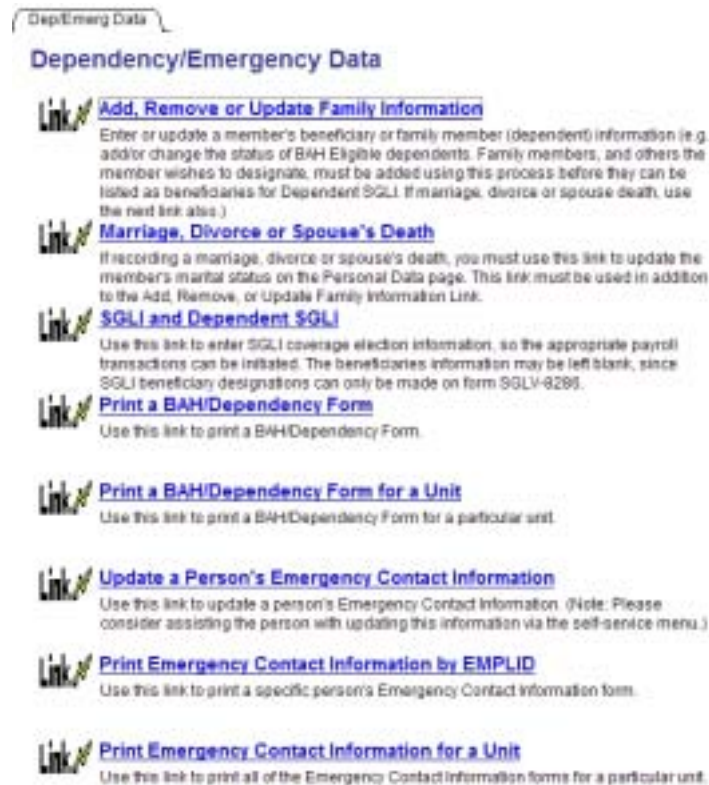 Dep/Emerg Data
Dependency/Emergency Data
Link Add, Remove or Update Family Information
Enter or update a member's beneficiary or family member (dependent) information (e.g.
add/or change the status of BAH Eligible dependents. Family members, and others the
member wishes to designate, must be added using this process before they can be
listed as beneficiaries for Dependent SGLI. If marriage, divorce or spouse death, use
the next link also.)
Link Marriage, Divorce or Spouse's Death
If recording a marriage, divorce or spouse's death, you must use this link to update the
member's marital status on the Personal Data page. This link must be used in addition
to the Add, Remove, or Update Family Information Link.
Link SGLI and Dependent SGLI
Use this link to enter SGLI coverage election information, so the appropriate payroll
transactions can be initiated. The beneficiaries information may be left blank, since
SGLI beneficiary designations can only be made on form SGLV-8286.
Link Print a BAH/Dependency Form
Use this link to print a BAH/Dependency Form.
Link Print a BAH/Dependency Form for a Unit
Use this link to print a BAH/Dependency Form for a particular unit.
Link Update a Person's Emergency Contact Information
Use this link to update a person's Emergency Contact Information. (Note: Please
consider assisting the person with updating this information via the self-service menu.)
Link Print Emergency Contact Information by EMPLID
Use this link to print a specific person's Emergency Contact Information form.
Link Print Emergency Contact Information for a Unit
Use this link to print all of the Emergency Contact Information forms for a particular unit.